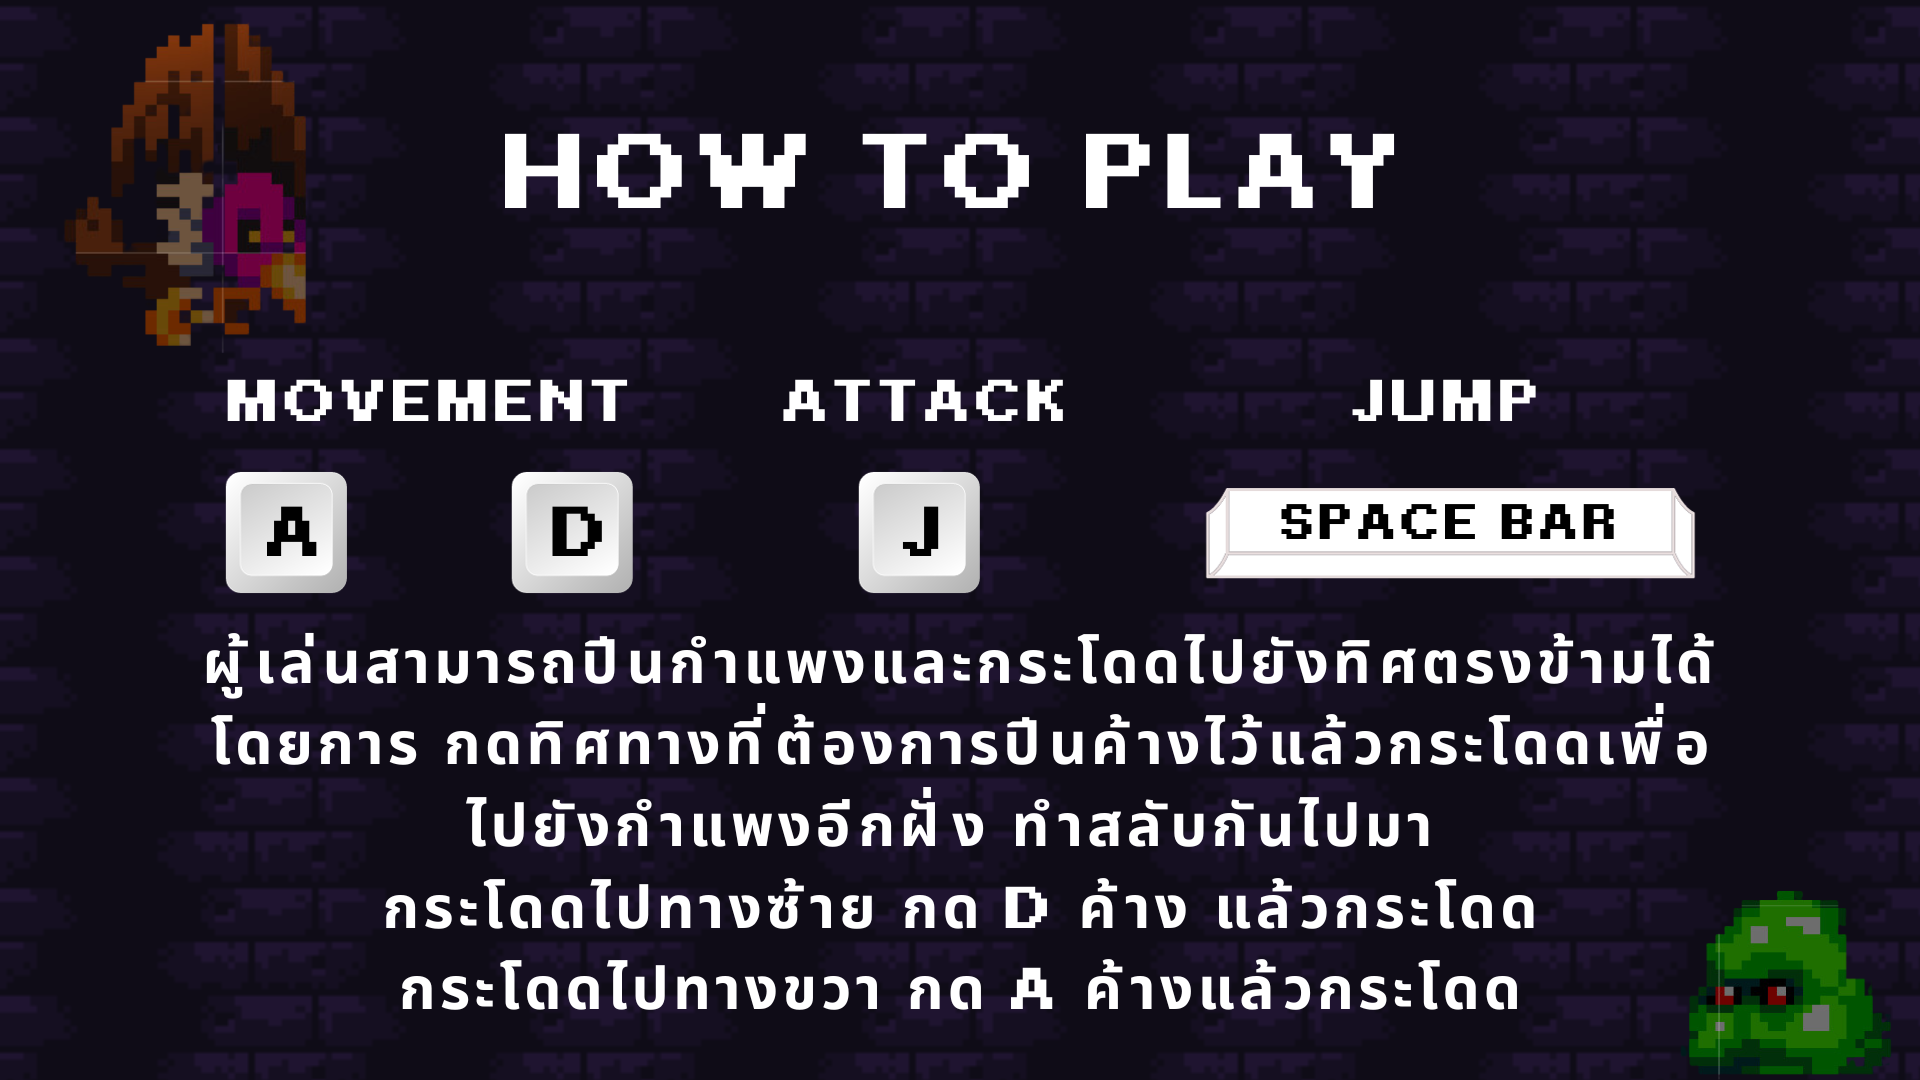 HOW TO PLAY
MOVEMENT ATTACK JUMP
A D J SPACE BAR
ผู้เล่นสามารถปีนกำแพงและกระโดดไปยังทิศตรงข้ามได้
โดยการ กดทิศทางที่ต้องการปีนค้างไว้แล้วกระโดดเพื่อ
ไปยังกำแพงอีกฝั่ง ทำสลับกันไปมา
กระโดดไปทางซ้าย กด D ค้าง แล้วกระโดด
กระโดดไปทางขวา กด A ค้างแล้วกระโดด